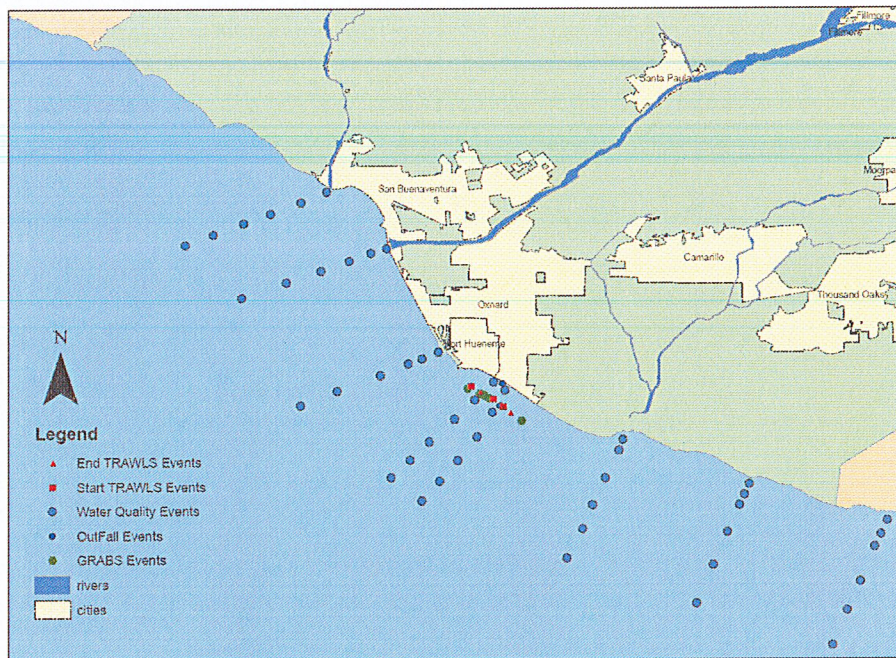 Fillmore
Fillmore
Santa Paula
San Buenaventura
Camarillo
Thousand Oaks
Oxnard
Port Hueneme
N
Legend
End TRAWLS Events
Start TRAWLS Events
Water Quality Events
OutFall Events
GRABS Events
rivers
cities